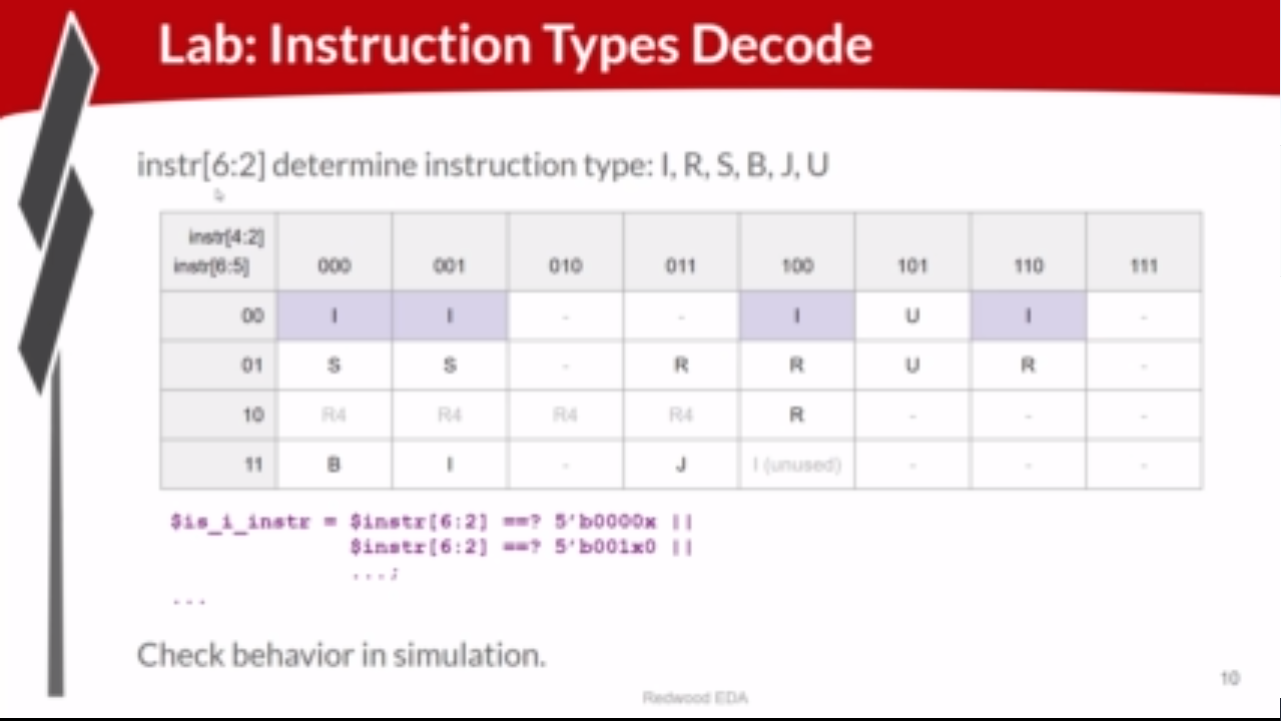 Lab: Instruction Types Decode
instr[6:2] determine instruction type: I, R, S, B, J, U
instr[4:2]
instr[6:5] 000 001 010 011 100 101 110 111
00 I I - - I U I -
01 S S - R R U R -
10 R4 R4 R4 R4 R - - -
11 B I - J I (unused) - - -
$is_i_instr = $instr[6:2] ==? 5'b0000x ||
$instr[6:2] ==? 5'b001x0 ||
...;
...
Check behavior in simulation.
10
Redwood EDA